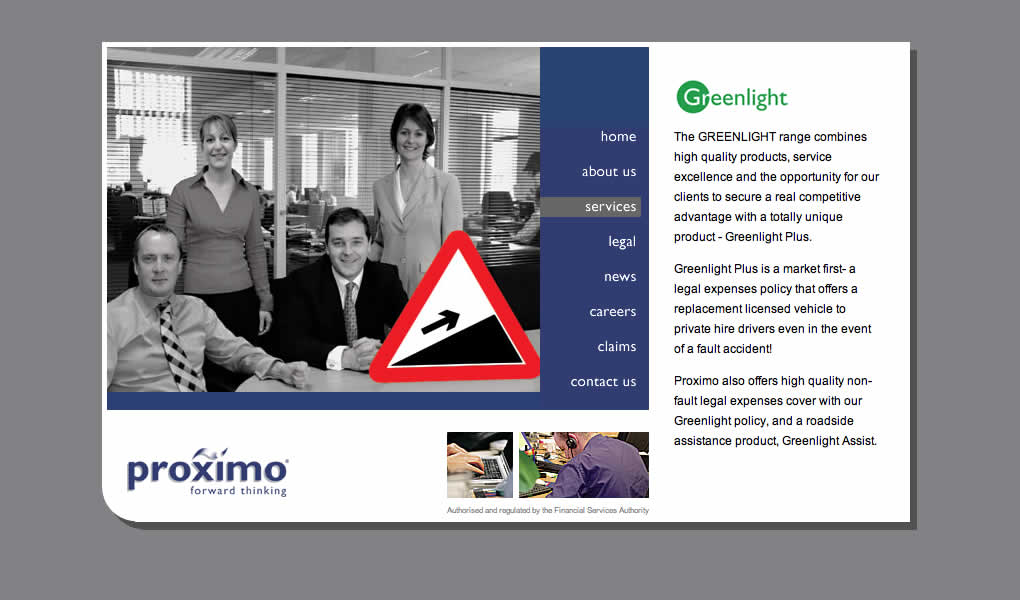 home
about us
services
legal
news
careers
claims
contact us
Greenlight
The GREENLIGHT range combines
high quality products, service
excellence and the opportunity for our
clients to secure a real competitive
advantage with a totally unique
product - Greenlight Plus.
Greenlight Plus is a market first- a
legal expenses policy that offers a
replacement licensed vehicle to
private hire drivers even in the event
of a fault accident!
Proximo also offers high quality non-
fault legal expenses cover with our
Greenlight policy, and a roadside
assistance product, Greenlight Assist.
proximo
forward thinking
Authorised and regulated by the Financial Services Authority